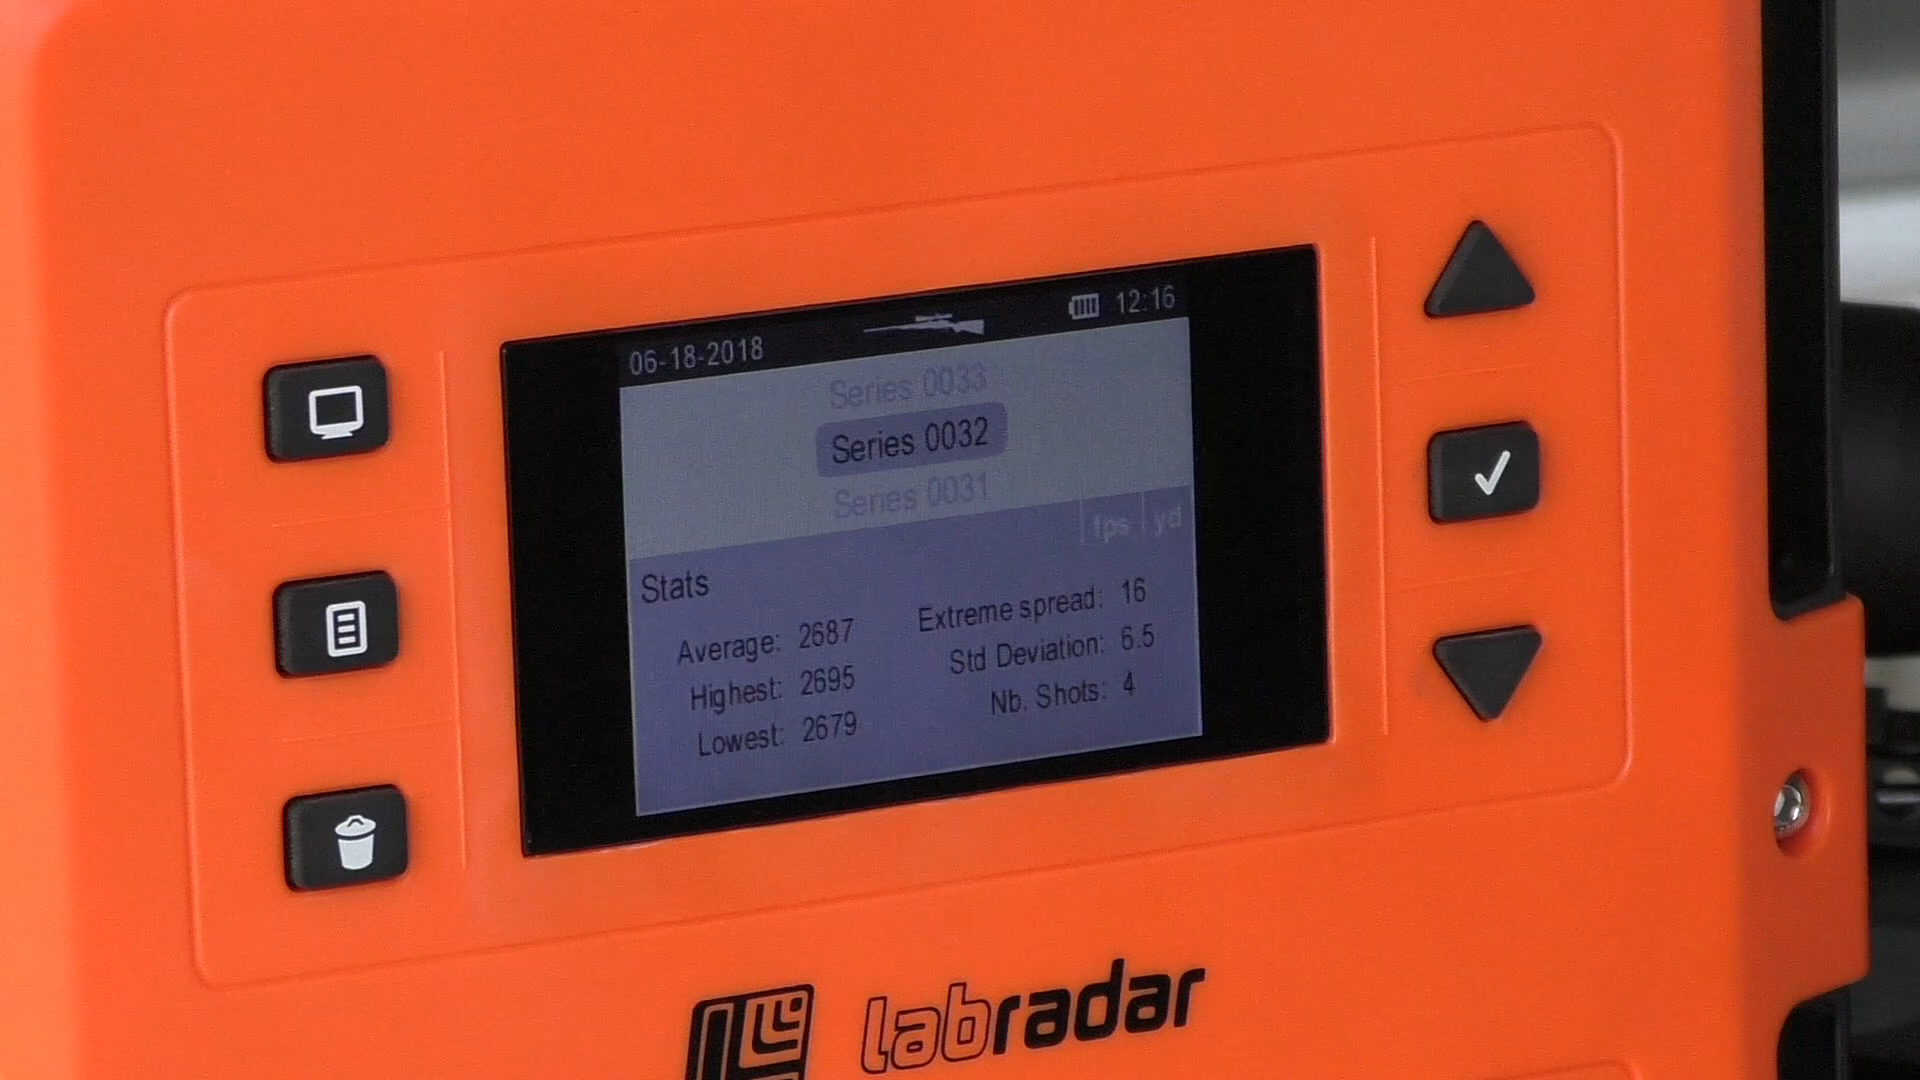 06-18-2018 12:16
Series 0033
Series 0032
Series 0031
fps yd
Stats
Average: 2687 Extreme spread: 16
Highest: 2695 Std Deviation: 6.5
Lowest: 2679 Nb. Shots: 4
labradar